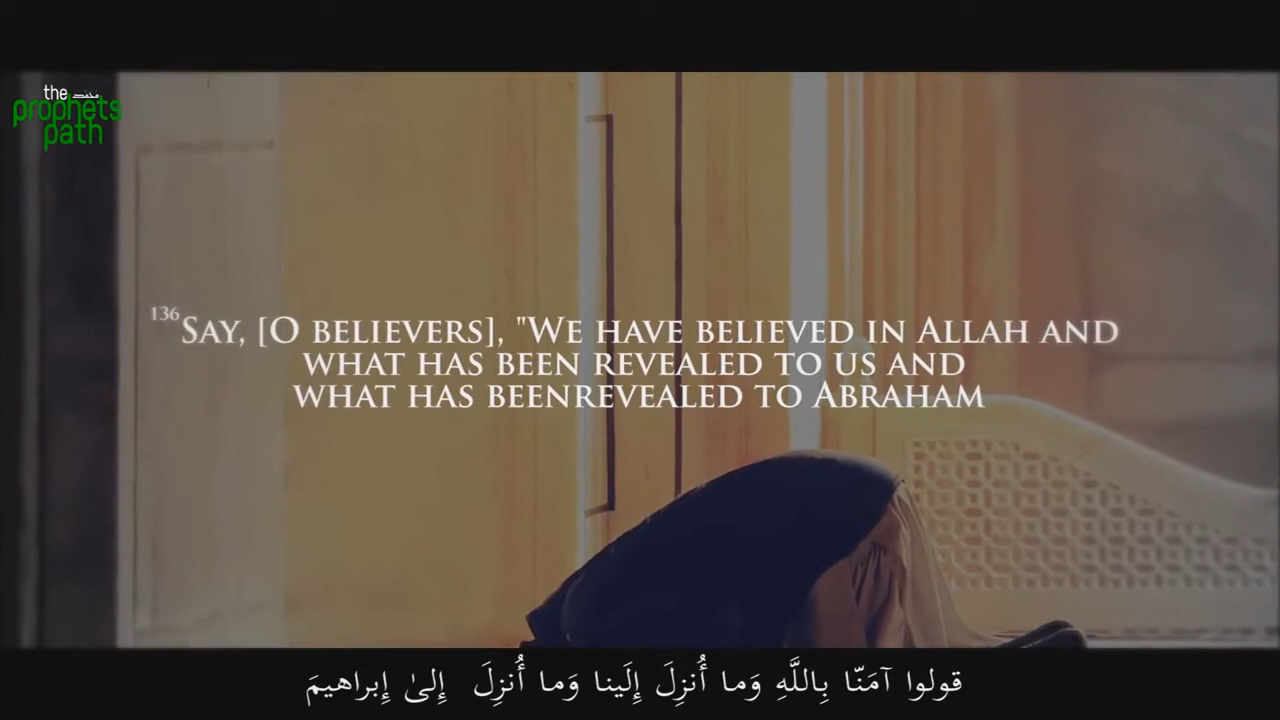 the محمد
prophets
path
136 SAY, [O BELIEVERS], "WE HAVE BELIEVED IN ALLAH AND
WHAT HAS BEEN REVEALED TO US AND
WHAT HAS BEENREVEALED TO ABRAHAM
قولوا آمَنّا بِاللَّهِ وَما أُنزِلَ إِلَينا وَما أُنزِلَ إِلىٰ إِبراهيمَ